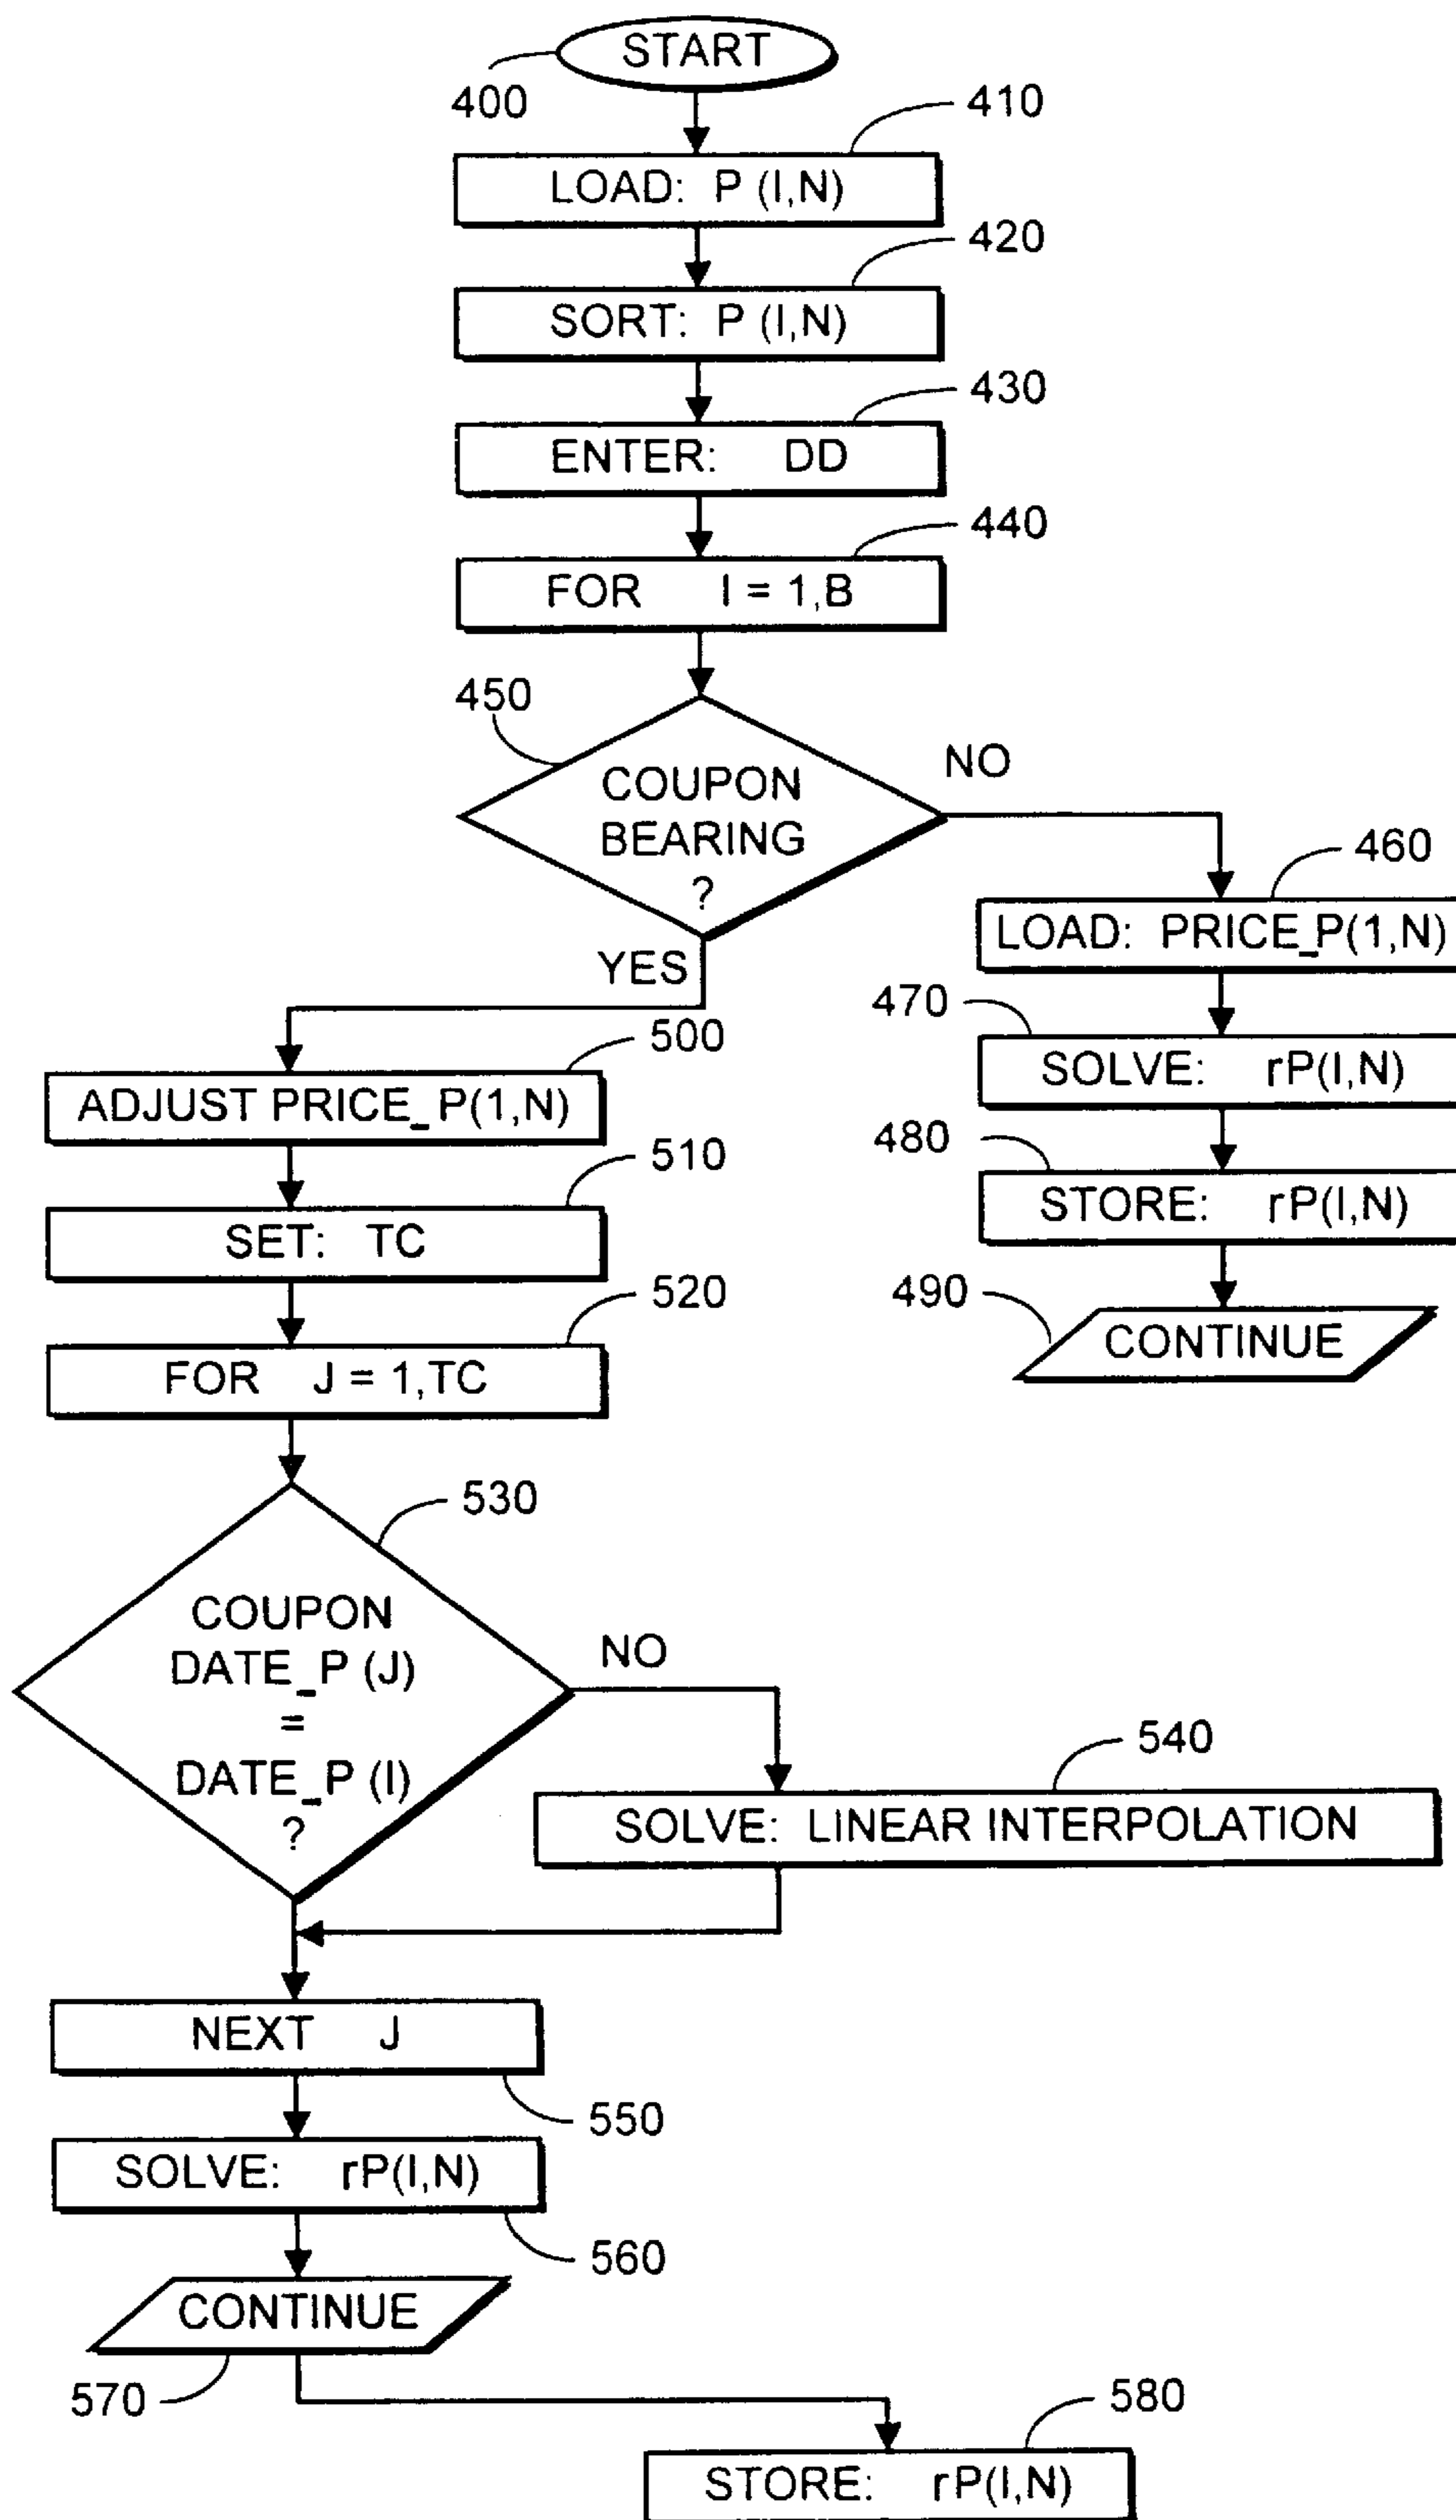 START
400
410
LOAD: P (I,N)
420
SORT: P (I,N)
430
ENTER: DD
440
FOR I = 1,B
450
COUPON
BEARING
?
NO
YES
460
LOAD: PRICE_P(1,N)
470
SOLVE: rP(I,N)
480
STORE: rP(I,N)
490
CONTINUE
500
ADJUST PRICE_P(1,N)
510
SET: TC
520
FOR J = 1,TC
530
COUPON
DATE_P (J)
=
DATE_P (I)
?
NO
540
SOLVE: LINEAR INTERPOLATION
NEXT J
550
SOLVE: rP(I,N)
560
CONTINUE
570
580
STORE: rP(I,N)